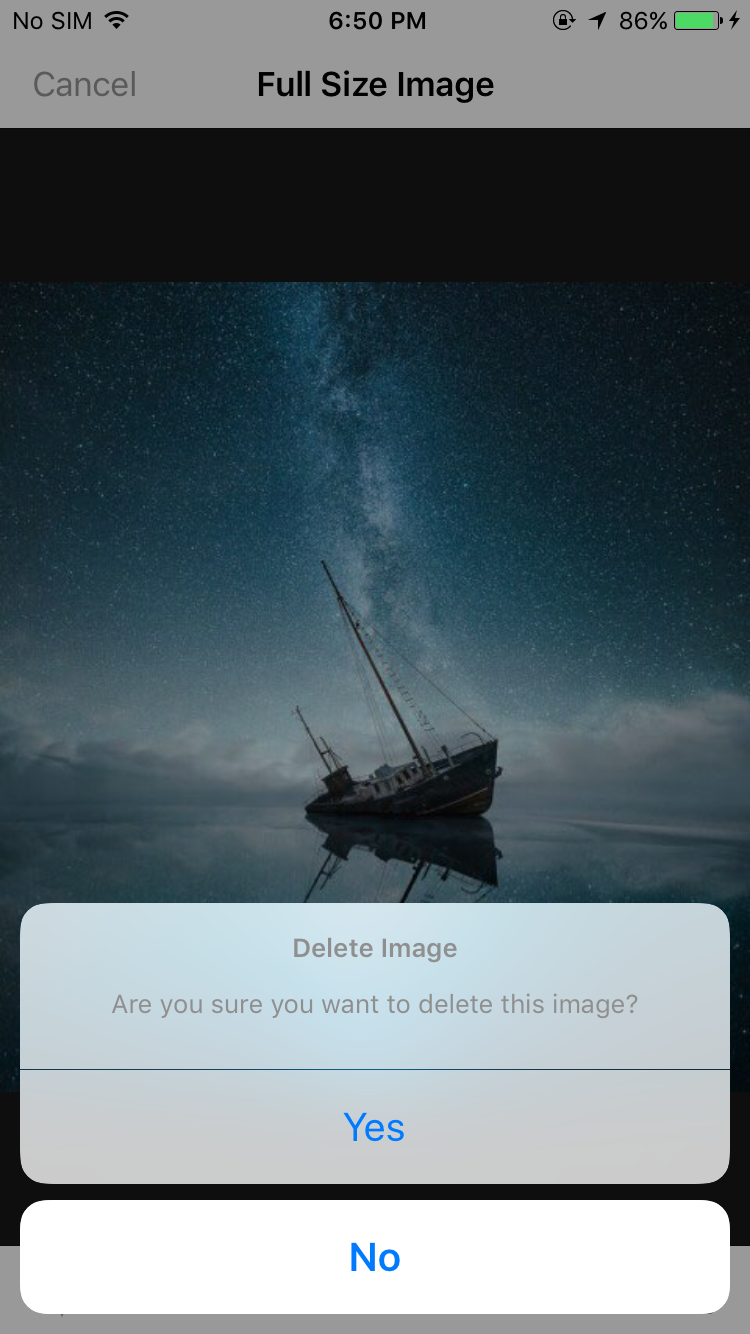 No SIM 6:50 PM 86%
Cancel Full Size Image
Delete Image
Are you sure you want to delete this image?
Yes
No